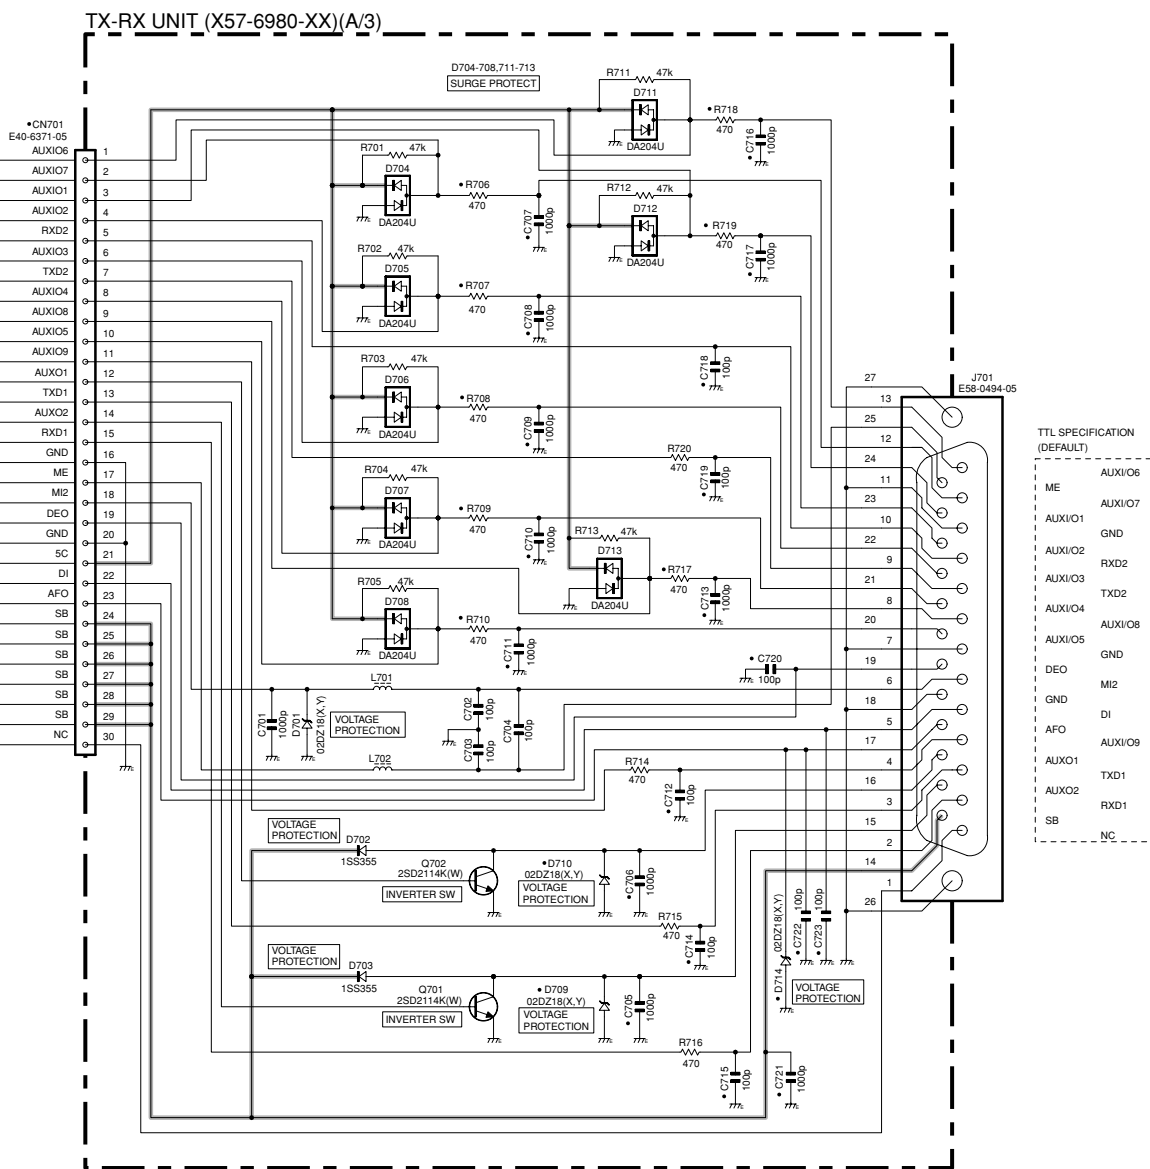 TX-RX UNIT (X57-6980-XX)(A/3)
D704-708,711-713
SURGE PROTECT
•CN701
E40-6371-05
AUXIO6 1
AUXIO7 2
AUXIO1 3
AUXIO2 4
RXD2 5
AUXIO3 6
TXD2 7
AUXIO4 8
AUXIO8 9
AUXIO5 10
AUXIO9 11
AUXO1 12
TXD1 13
AUXO2 14
RXD1 15
GND 16
ME 17
MI2 18
DEO 19
GND 20
5C 21
DI 22
AFO 23
SB 24
SB 25
SB 26
SB 27
SB 28
SB 29
NC 30
R711 47k
D711
DA204U
•R718
470
•C716
1000p
R701 47k
D704
DA204U
•R706
470
•C707
1000p
R712 47k
D712
DA204U
•R719
470
•C717
1000p
R702 47k
D705
DA204U
•R707
470
•C708
1000p
•C718
100p
R703 47k
D706
DA204U
•R708
470
•C709
1000p
R720
470
•C719
100p
R704 47k
D707
DA204U
•R709
470
•C710
1000p
R713 47k
D713
DA204U
•R717
470
•C713
1000p
R705 47k
D708
DA204U
•R710
470
•C711
1000p
•C720
100p
L701
C701
1000p
D701
02DZ18(X,Y)
VOLTAGE
PROTECTION
C702
100p
C703
100p
C704
100p
L702
R714
470
•C712
100p
VOLTAGE
PROTECTION
D702
1SS355
Q702
2SD2114K(W)
INVERTER SW
•D710
02DZ18(X,Y)
VOLTAGE
PROTECTION
•C706
1000p
R715
470
•C714
100p
VOLTAGE
PROTECTION
D703
1SS355
Q701
2SD2114K(W)
INVERTER SW
•D709
02DZ18(X,Y)
VOLTAGE
PROTECTION
•C705
1000p
R716
470
•C715
100p
•C721
1000p
•D714
02DZ18(X,Y)
•C722
100p
•C723
100p
VOLTAGE
PROTECTION
J701
E58-0494-05
27
13
25
12
24
11
23
10
22
9
21
8
20
7
19
6
18
5
17
4
16
3
15
2
14
1
26
TTL SPECIFICATION
(DEFAULT)
AUXI/O6
ME
AUXI/O7
AUXI/O1
GND
AUXI/O2
RXD2
AUXI/O3
TXD2
AUXI/O4
AUXI/O8
AUXI/O5
GND
DEO
MI2
GND
DI
AFO
AUXI/O9
AUXO1
TXD1
AUXO2
RXD1
SB
NC